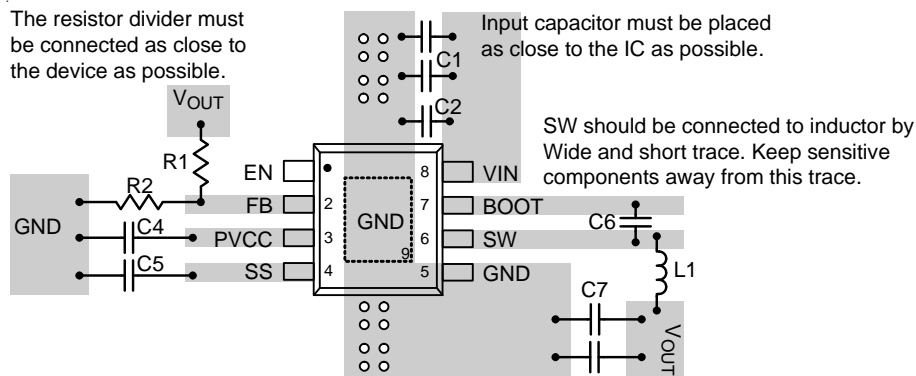 The resistor divider must
be connected as close to
the device as possible.
Input capacitor must be placed
as close to the IC as possible.
C1
C2
VOUT
SW should be connected to inductor by
Wide and short trace. Keep sensitive
components away from this trace.
R1
EN
8
VIN
R2
FB
2
7
BOOT
GND
C4
GND
C6
PVCC
3
6
SW
C5
9
SS
4
5
GND
L1
C7
VOUT